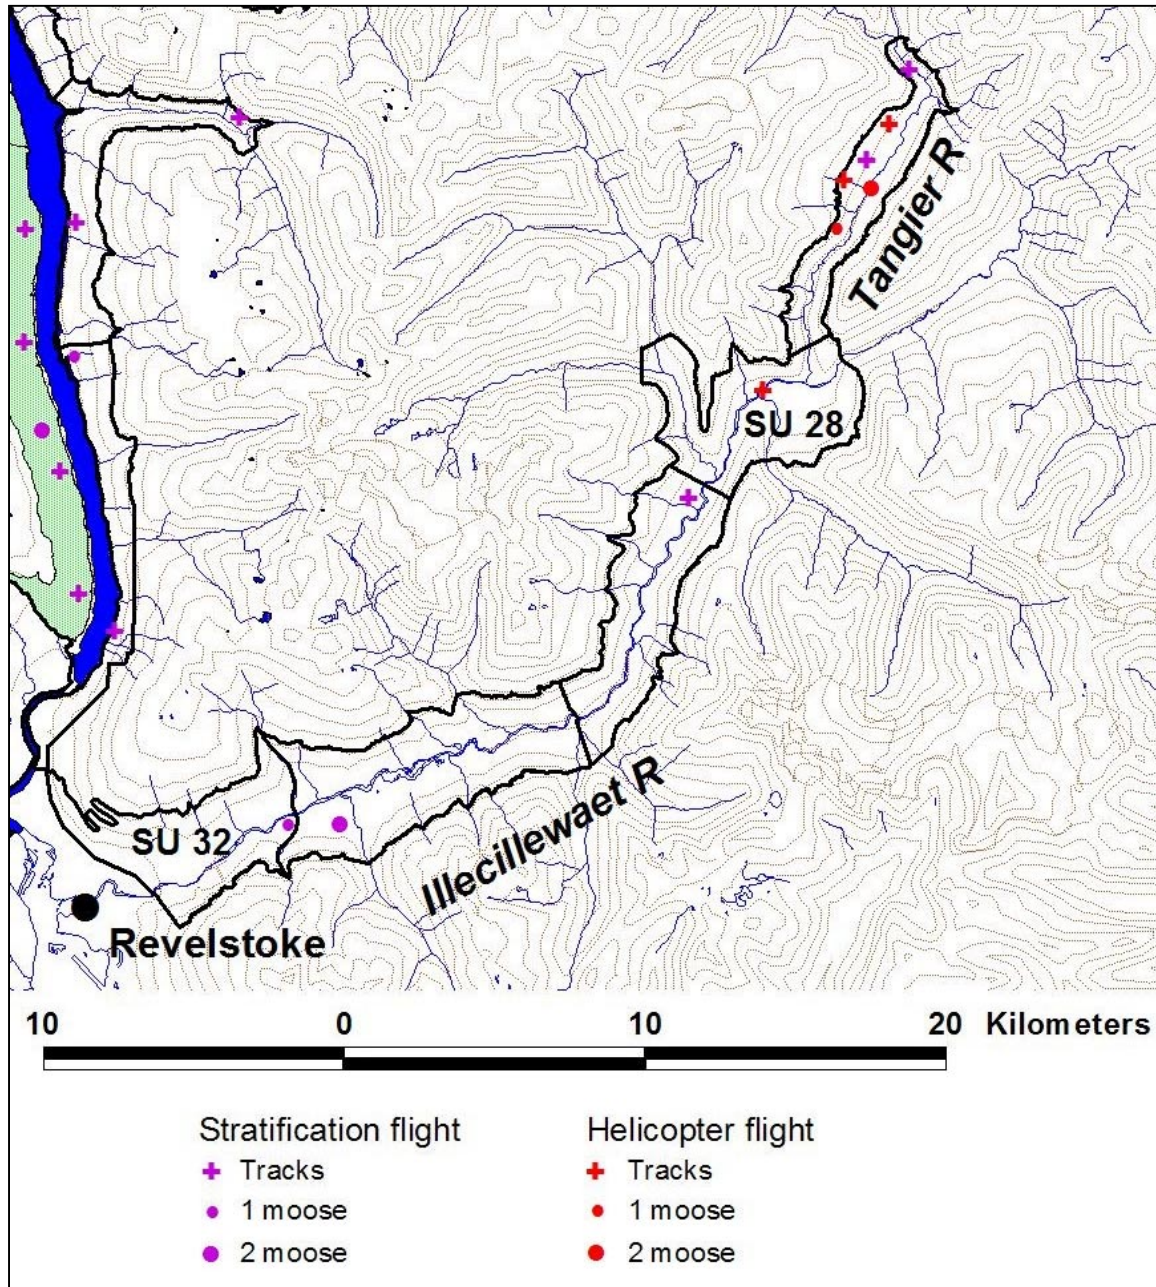 Tangier R
SU 28
Illecillewaet R
SU 32
Revelstoke
10 0 10 20 Kilometers
Stratification flight Helicopter flight
Tracks Tracks
1 moose 1 moose
2 moose 2 moose